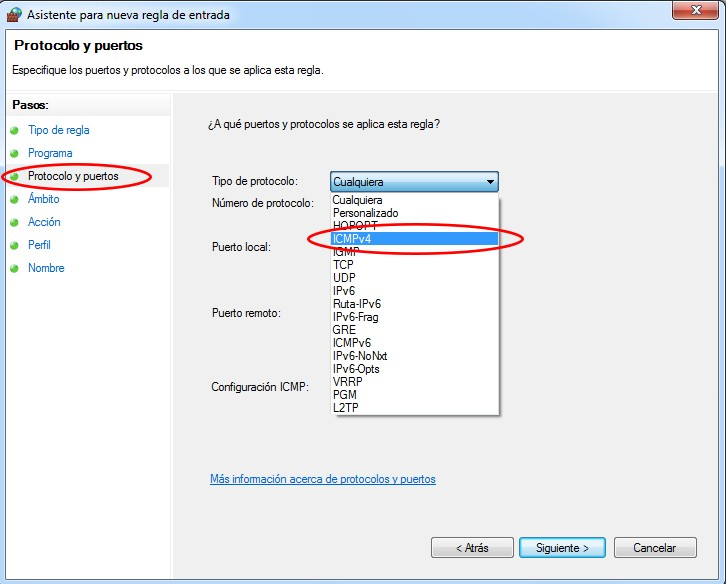 Asistente para nueva regla de entrada
Protocolo y puertos
Especifique los puertos y protocolos a los que se aplica esta regla.
Pasos:
Tipo de regla
Programa
Protocolo y puertos
Ámbito
Acción
Perfil
Nombre
¿A qué puertos y protocolos se aplica esta regla?
Tipo de protocolo:
Cualquiera
Número de protocolo:
Cualquiera
Personalizado
HOPOPT
ICMPv4
IGMP
TCP
UDP
IPv6
Ruta-IPv6
IPv6-Frag
GRE
ICMPv6
IPv6-NoNxt
IPv6-Opts
VRRP
PGM
L2TP
Puerto local:
Puerto remoto:
Configuración ICMP:
Más información acerca de protocolos y puertos
< Atrás
Siguiente >
Cancelar